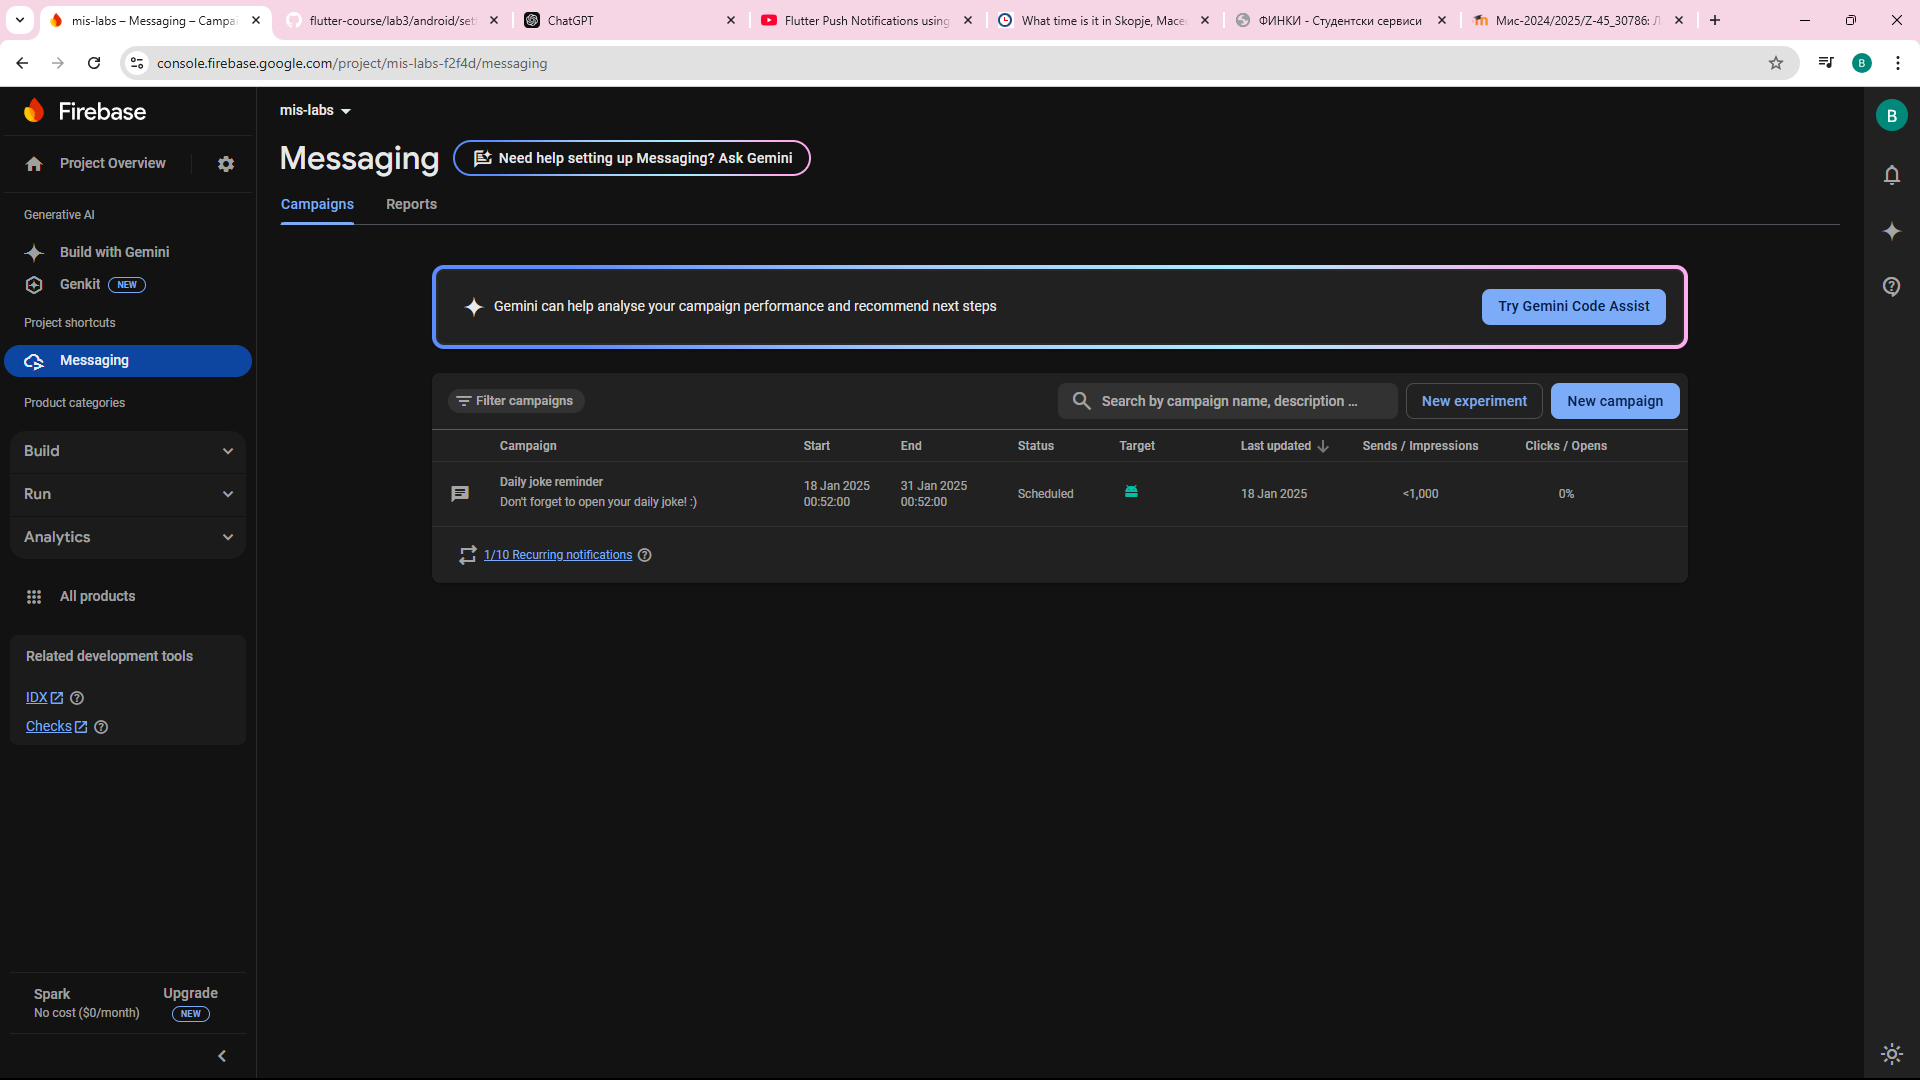 mis-labs – Messaging – Campai
flutter-course/lab3/android/sett
ChatGPT
Flutter Push Notifications using
What time is it in Skopje, Mace
ФИНКИ - Студентски сервиси
Мис-2024/2025/Z-45_30786: Л
console.firebase.google.com/project/mis-labs-f2f4d/messaging
B
Firebase
mis-labs
B
Project Overview
Messaging
Need help setting up Messaging? Ask Gemini
Campaigns
Reports
Generative AI
Build with Gemini
Genkit
NEW
Project shortcuts
Messaging
Product categories
Build
Run
Analytics
All products
Related development tools
IDX
Checks
Gemini can help analyse your campaign performance and recommend next steps
Try Gemini Code Assist
Filter campaigns
Search by campaign name, description ...
New experiment
New campaign
Campaign
Start
End
Status
Target
Last updated
Sends / Impressions
Clicks / Opens
Daily joke reminder
Don't forget to open your daily joke! :)
18 Jan 2025
00:52:00
31 Jan 2025
00:52:00
Scheduled
18 Jan 2025
<1,000
0%
1/10 Recurring notifications
Spark
No cost ($0/month)
Upgrade
NEW